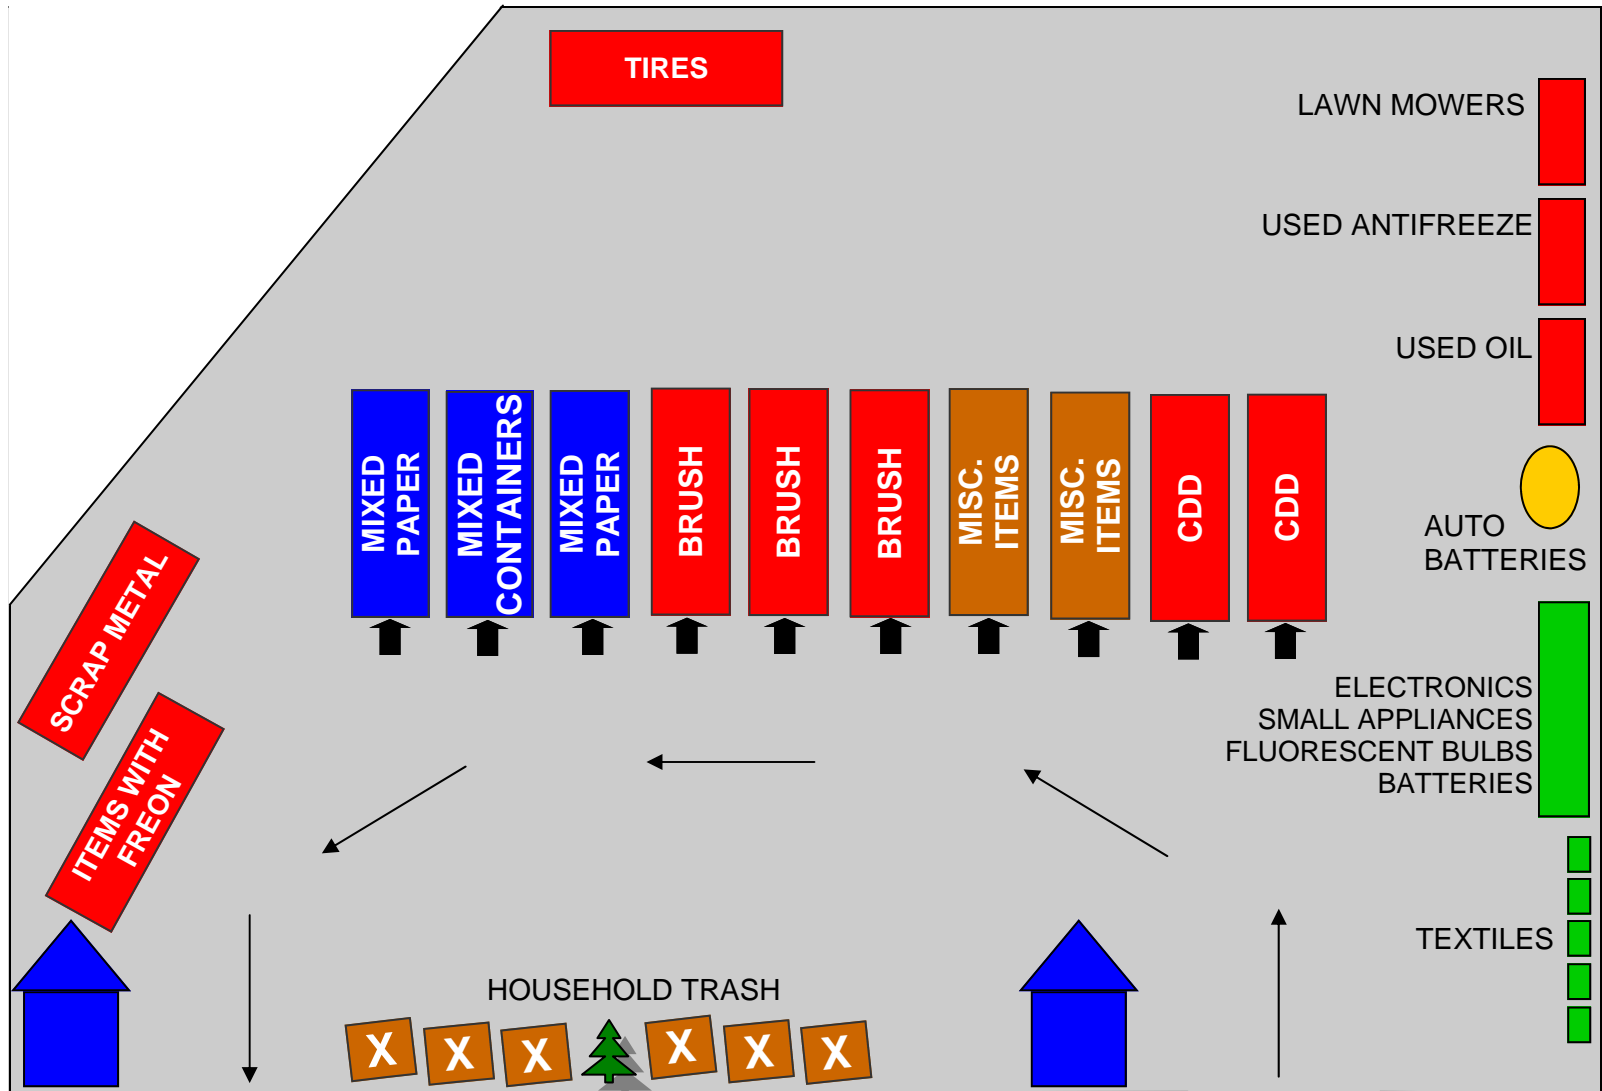 TIRES
LAWN MOWERS
USED ANTIFREEZE
USED OIL
MIXED
PAPER
MIXED
CONTAINERS
MIXED
PAPER
BRUSH
BRUSH
BRUSH
MISC.
ITEMS
MISC.
ITEMS
CDD
CDD
AUTO
BATTERIES
SCRAP METAL
ITEMS WITH
FREON
ELECTRONICS
SMALL APPLIANCES
FLUORESCENT BULBS
BATTERIES
TEXTILES
HOUSEHOLD TRASH
X
X
X
X
X
X